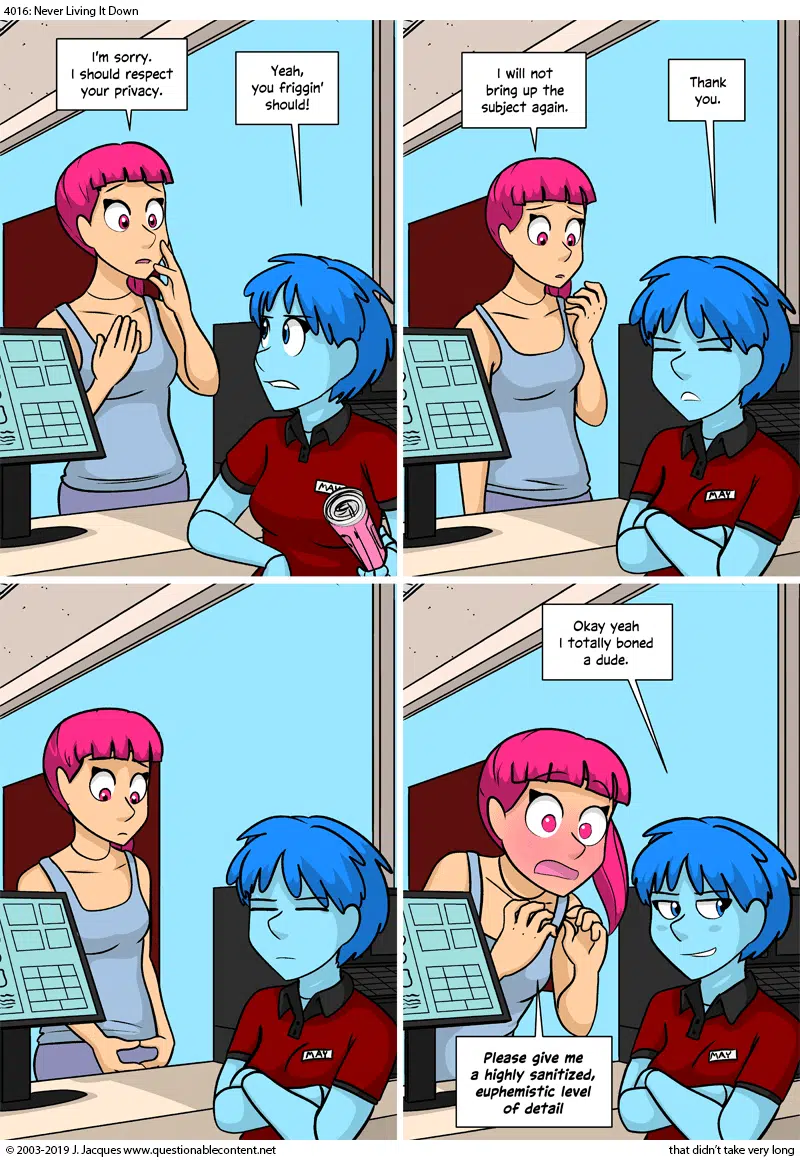 4016: Never Living It Down
I'm sorry.
I should respect
your privacy.
Yeah,
you friggin'
should!
MAY
I will not
bring up the
subject again.
Thank
you.
MAY
MAY
Okay yeah
I totally boned
a dude.
MAY
Please give me
a highly sanitized,
euphemistic level
of detail
© 2003-2019 J. Jacques www.questionablecontent.net
that didn't take very long